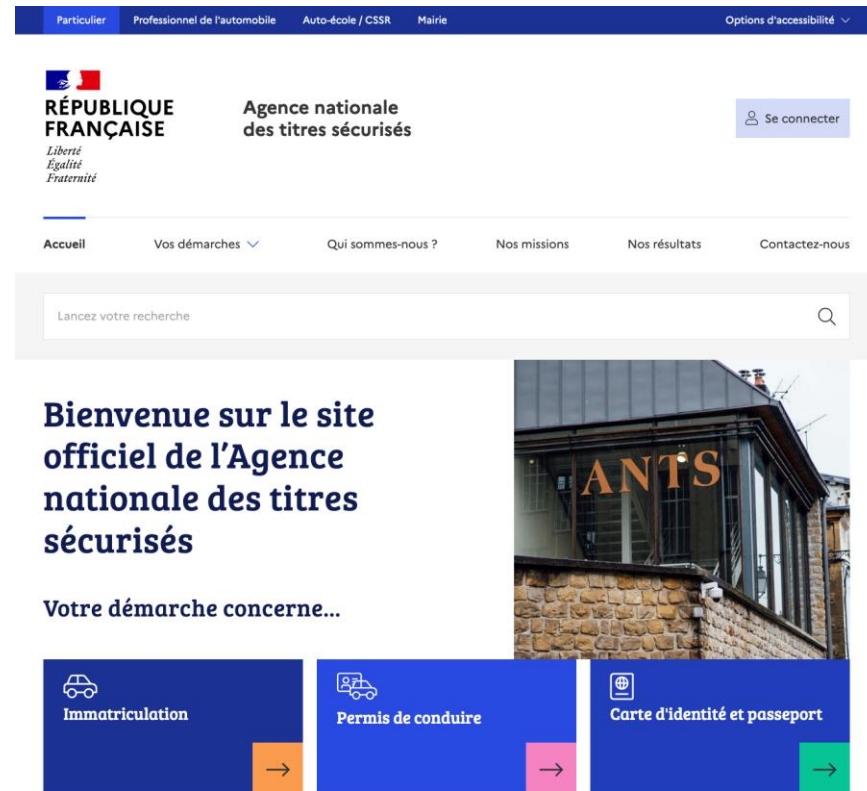 Particulier Professionnel de l'automobile Auto-école / CSSR Mairie Options d'accessibilité
RÉPUBLIQUE
FRANÇAISE
Liberté
Égalité
Fraternité
Agence nationale
des titres sécurisés
Se connecter
Accueil Vos démarches Qui sommes-nous ? Nos missions Nos résultats Contactez-nous
Lancez votre recherche
Bienvenue sur le site
officiel de l'Agence
nationale des titres
sécurisés
ANTS
Votre démarche concerne...
Immatriculation
Permis de conduire
Carte d'identité et passeport